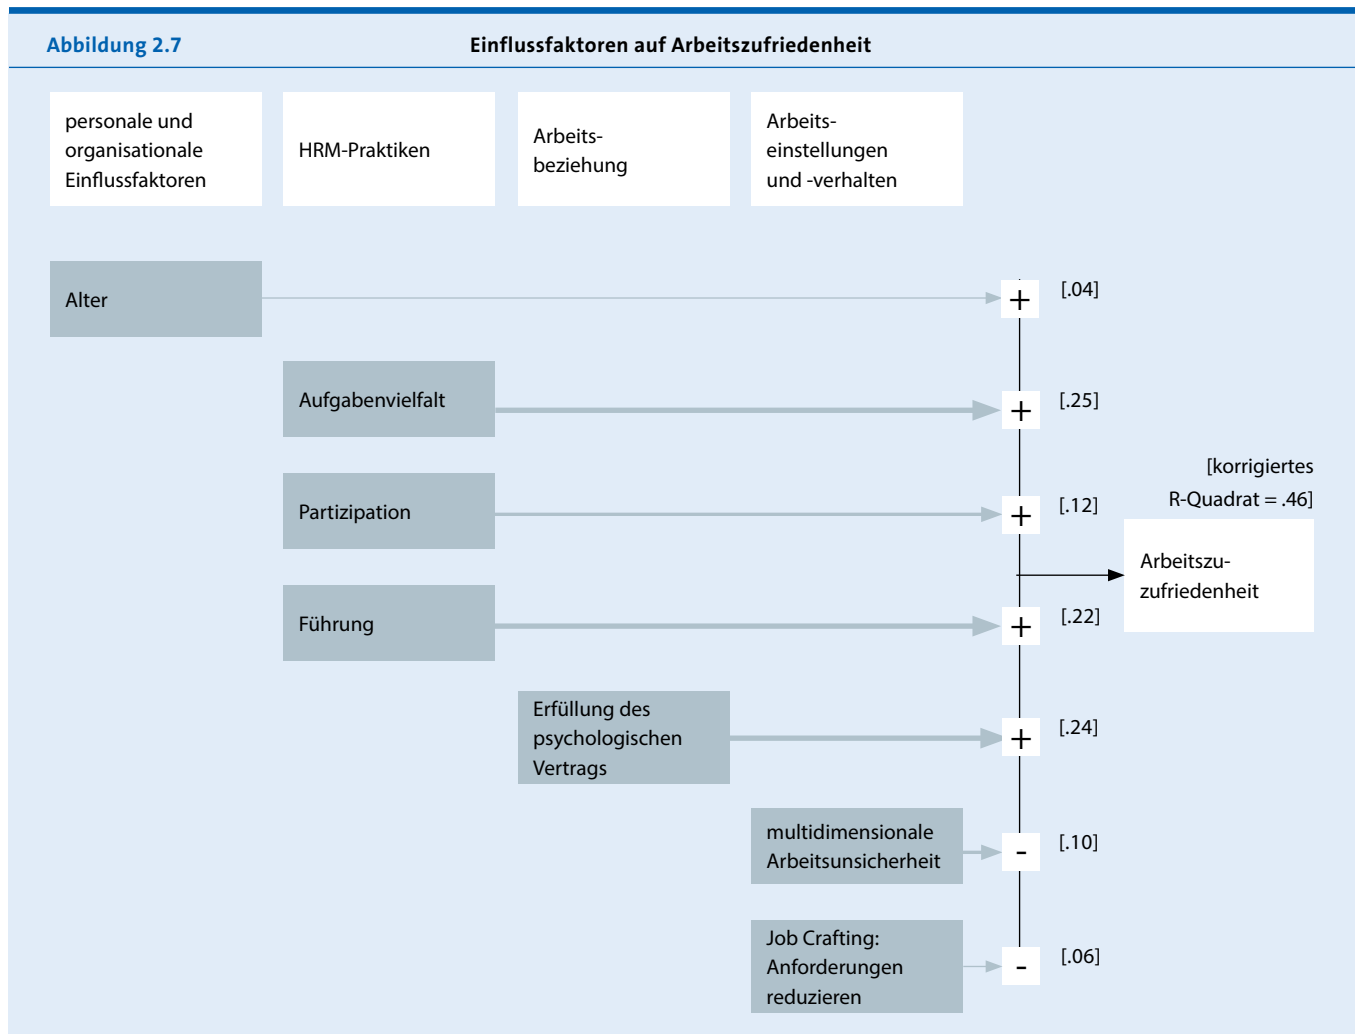 Abbildung 2.7 Einflussfaktoren auf Arbeitszufriedenheit
personale und
organisationale
Einflussfaktoren
HRM-Praktiken
Arbeits-
beziehung
Arbeits-
einstellungen
und -verhalten
Alter
+ [.04]
Aufgabenvielfalt
+ [.25]
Partizipation
+ [.12]
[korrigiertes
R-Quadrat = .46]
Arbeitszu-
zufriedenheit
Führung
+ [.22]
Erfüllung des
psychologischen
Vertrags
+ [.24]
multidimensionale
Arbeitsunsicherheit
- [.10]
Job Crafting:
Anforderungen
reduzieren
- [.06]